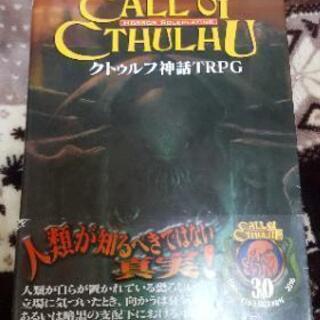 CALL OF
HORROR ROLEPLAYING
CTHULHU
クトゥルフ神話TRPG
人類が知るべきではない
真実！
CALL OF
CTHULHU
30
人類が自らが置かれている恐ろしい
立場に気づいたとき、向かうは
あるいは暗黒の支配下における